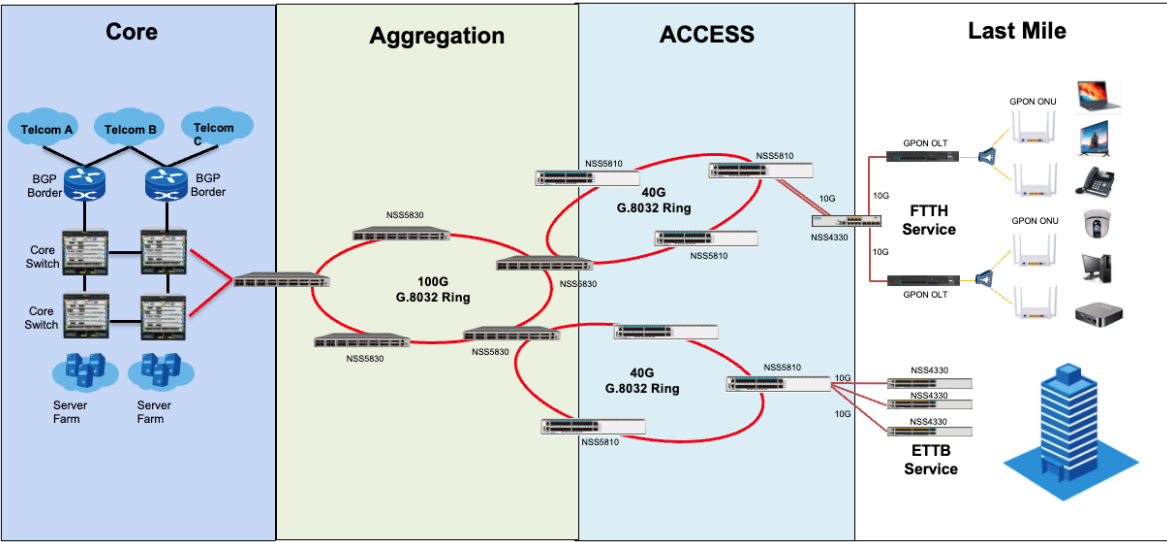 Core
Aggregation
ACCESS
Last Mile
Telcom A
Telcom B
Telcom
C
BGP
Border
BGP
Border
Core
Switch
Core
Switch
Server
Farm
Server
Farm
NSS5830
100G
G.8032 Ring
NSS5830
NSS5830
NSS5830
NSS5810
NSS5810
40G
G.8032 Ring
NSS5810
40G
G.8032 Ring
NSS5810
NSS5810
10G
NSS4330
10G
10G
GPON OLT
FTTH
Service
GPON OLT
GPON ONU
GPON ONU
10G
10G
NSS4330
NSS4330
NSS4330
ETTB
Service